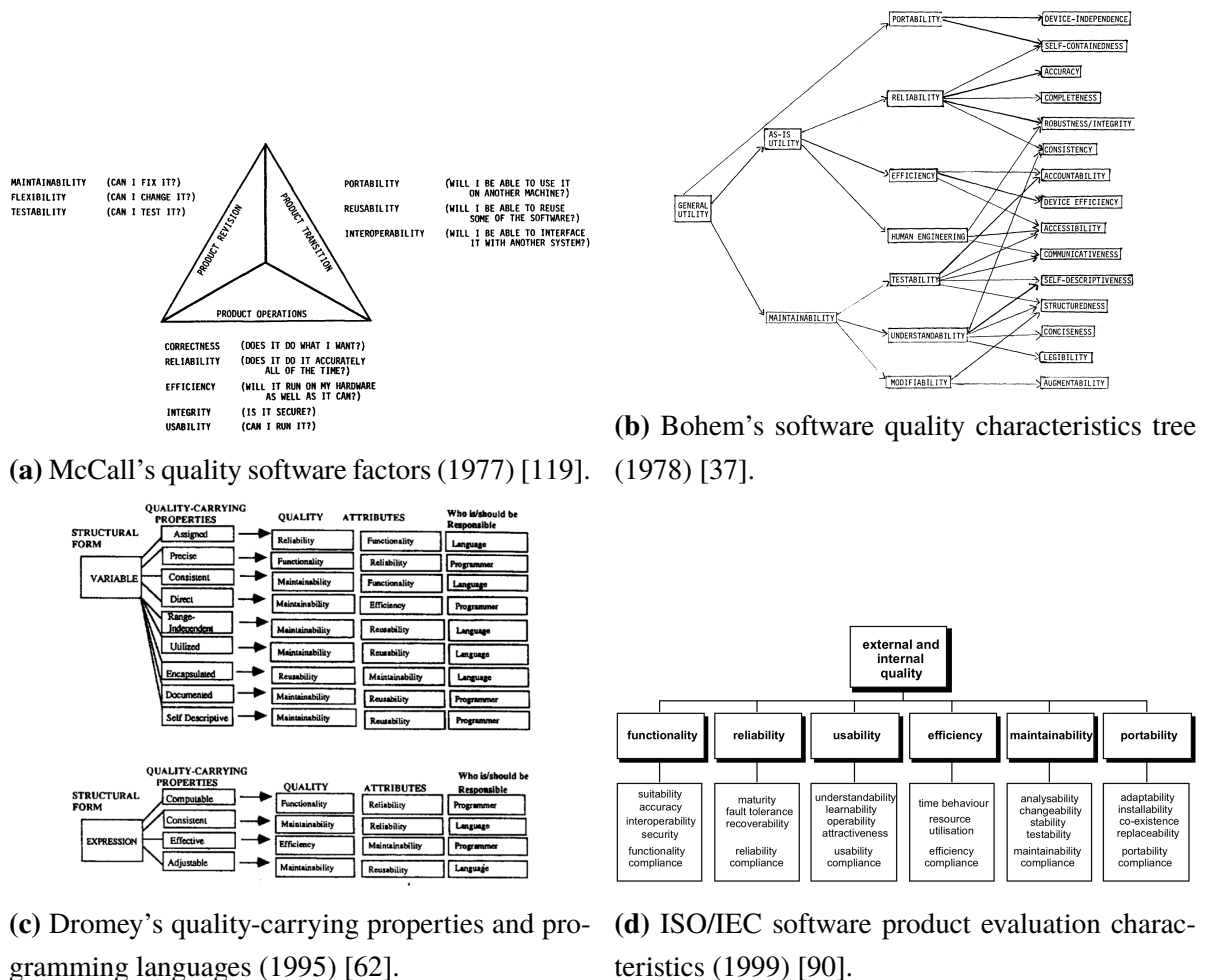 MAINTAINABILITY (CAN I FIX IT?)
FLEXIBILITY (CAN I CHANGE IT?)
TESTABILITY (CAN I TEST IT?)
PRODUCT REVISION
PRODUCT TRANSITION
PRODUCT OPERATIONS
PORTABILITY (WILL I BE ABLE TO USE IT
ON ANOTHER MACHINE?)
REUSABILITY (WILL I BE ABLE TO REUSE
SOME OF THE SOFTWARE?)
INTEROPERABILITY (WILL I BE ABLE TO INTERFACE
IT WITH ANOTHER SYSTEM?)
CORRECTNESS (DOES IT DO WHAT I WANT?)
RELIABILITY (DOES IT DO IT ACCURATELY
ALL OF THE TIME?)
EFFICIENCY (WILL IT RUN ON MY HARDWARE
AS WELL AS IT CAN?)
INTEGRITY (IS IT SECURE?)
USABILITY (CAN I RUN IT?)
(a) McCall's quality software factors (1977) [119].
GENERAL
UTILITY
AS-IS
UTILITY
MAINTAINABILITY
PORTABILITY
RELIABILITY
EFFICIENCY
HUMAN ENGINEERING
TESTABILITY
UNDERSTANDABILITY
MODIFIABILITY
DEVICE-INDEPENDENCE
SELF-CONTAINEDNESS
ACCURACY
COMPLETENESS
ROBUSTNESS/INTEGRITY
CONSISTENCY
ACCOUNTABILITY
DEVICE EFFICIENCY
ACCESSIBILITY
COMMUNICATIVENESS
SELF-DESCRIPTIVENESS
STRUCTUREDNESS
CONCISENESS
LEGIBILITY
AUGMENTABILITY
(b) Bohem's software quality characteristics tree
(1978) [37].
QUALITY-CARRYING
PROPERTIES
QUALITY ATTRIBUTES
Who is/should be
Responsible
STRUCTURAL
FORM
VARIABLE
Assigned Reliability Functionality Language
Precise Functionality Reliability Programmer
Consistent Maintainability Functionality Language
Direct Maintainability Efficiency Programmer
Range-
Independent Maintainability Reusability Language
Utilized Maintainability Reusability Language
Encapsulated Reusability Maintainability Language
Documented Maintainability Reusability Programmer
Self Descriptive Maintainability Reusability Programmer
QUALITY-CARRYING
PROPERTIES
QUALITY ATTRIBUTES
Who is/should be
Responsible
STRUCTURAL
FORM
EXPRESSION
Computable Functionality Reliability Programmer
Consistent Maintainability Reliability Language
Effective Efficiency Maintainability Programmer
Adjustable Maintainability Reusability Language
(c) Dromey's quality-carrying properties and pro-
gramming languages (1995) [62].
external and
internal
quality
functionality
suitability
accuracy
interoperability
security
functionality
compliance
reliability
maturity
fault tolerance
recoverability
reliability
compliance
usability
understandability
learnability
operability
attractiveness
usability
compliance
efficiency
time behaviour
resource
utilisation
efficiency
compliance
maintainability
analysability
changeability
stability
testability
maintainability
compliance
portability
adaptability
installability
co-existence
replaceability
portability
compliance
(d) ISO/IEC software product evaluation charac-
teristics (1999) [90].